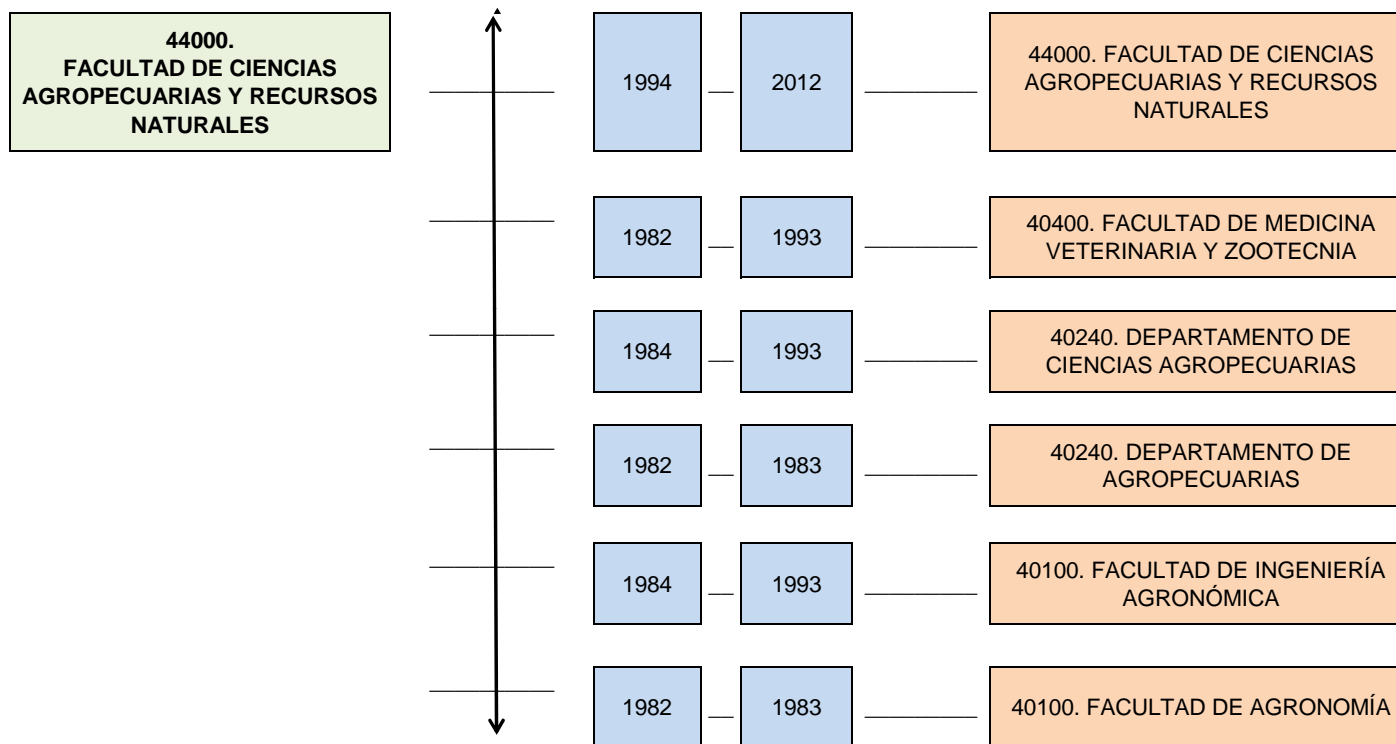 44000.
FACULTAD DE CIENCIAS
AGROPECUARIAS Y RECURSOS
NATURALES
1994
2012
44000. FACULTAD DE CIENCIAS
AGROPECUARIAS Y RECURSOS
NATURALES
1982
1993
40400. FACULTAD DE MEDICINA
VETERINARIA Y ZOOTECNIA
1984
1993
40240. DEPARTAMENTO DE
CIENCIAS AGROPECUARIAS
1982
1983
40240. DEPARTAMENTO DE
AGROPECUARIAS
1984
1993
40100. FACULTAD DE INGENIERÍA
AGRONÓMICA
1982
1983
40100. FACULTAD DE AGRONOMÍA